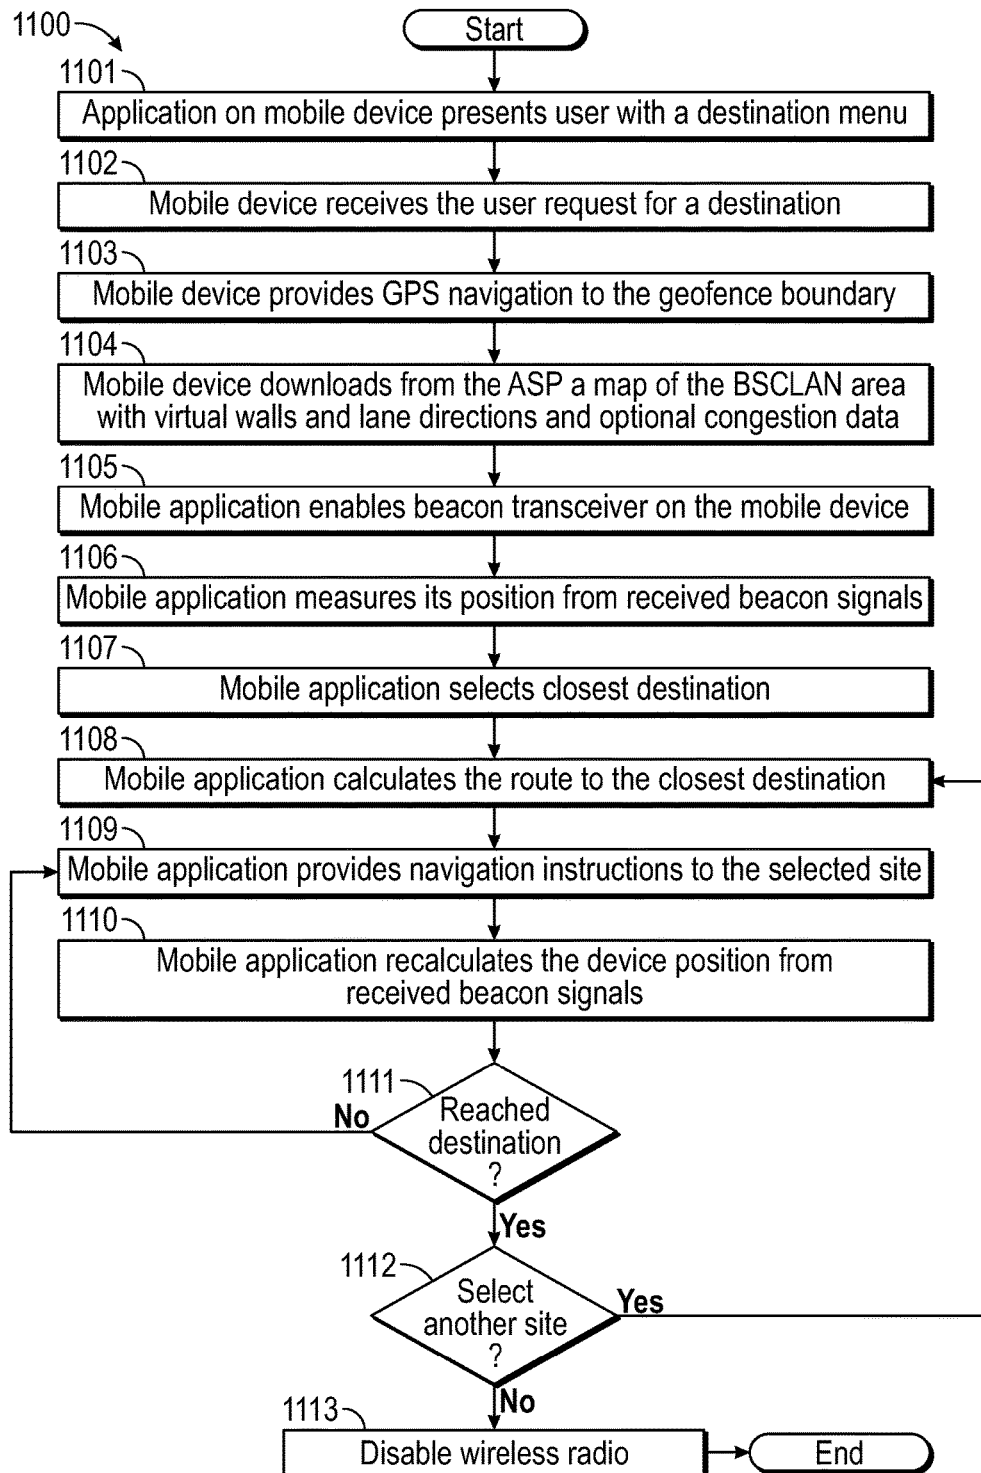 1100
Start
1101
Application on mobile device presents user with a destination menu
1102
Mobile device receives the user request for a destination
1103
Mobile device provides GPS navigation to the geofence boundary
1104
Mobile device downloads from the ASP a map of the BSCLAN area
with virtual walls and lane directions and optional congestion data
1105
Mobile application enables beacon transceiver on the mobile device
1106
Mobile application measures its position from received beacon signals
1107
Mobile application selects closest destination
1108
Mobile application calculates the route to the closest destination
1109
Mobile application provides navigation instructions to the selected site
1110
Mobile application recalculates the device position from
received beacon signals
1111
No
Reached
destination
?
Yes
1112
Select
another site
?
Yes
No
1113
Disable wireless radio
End